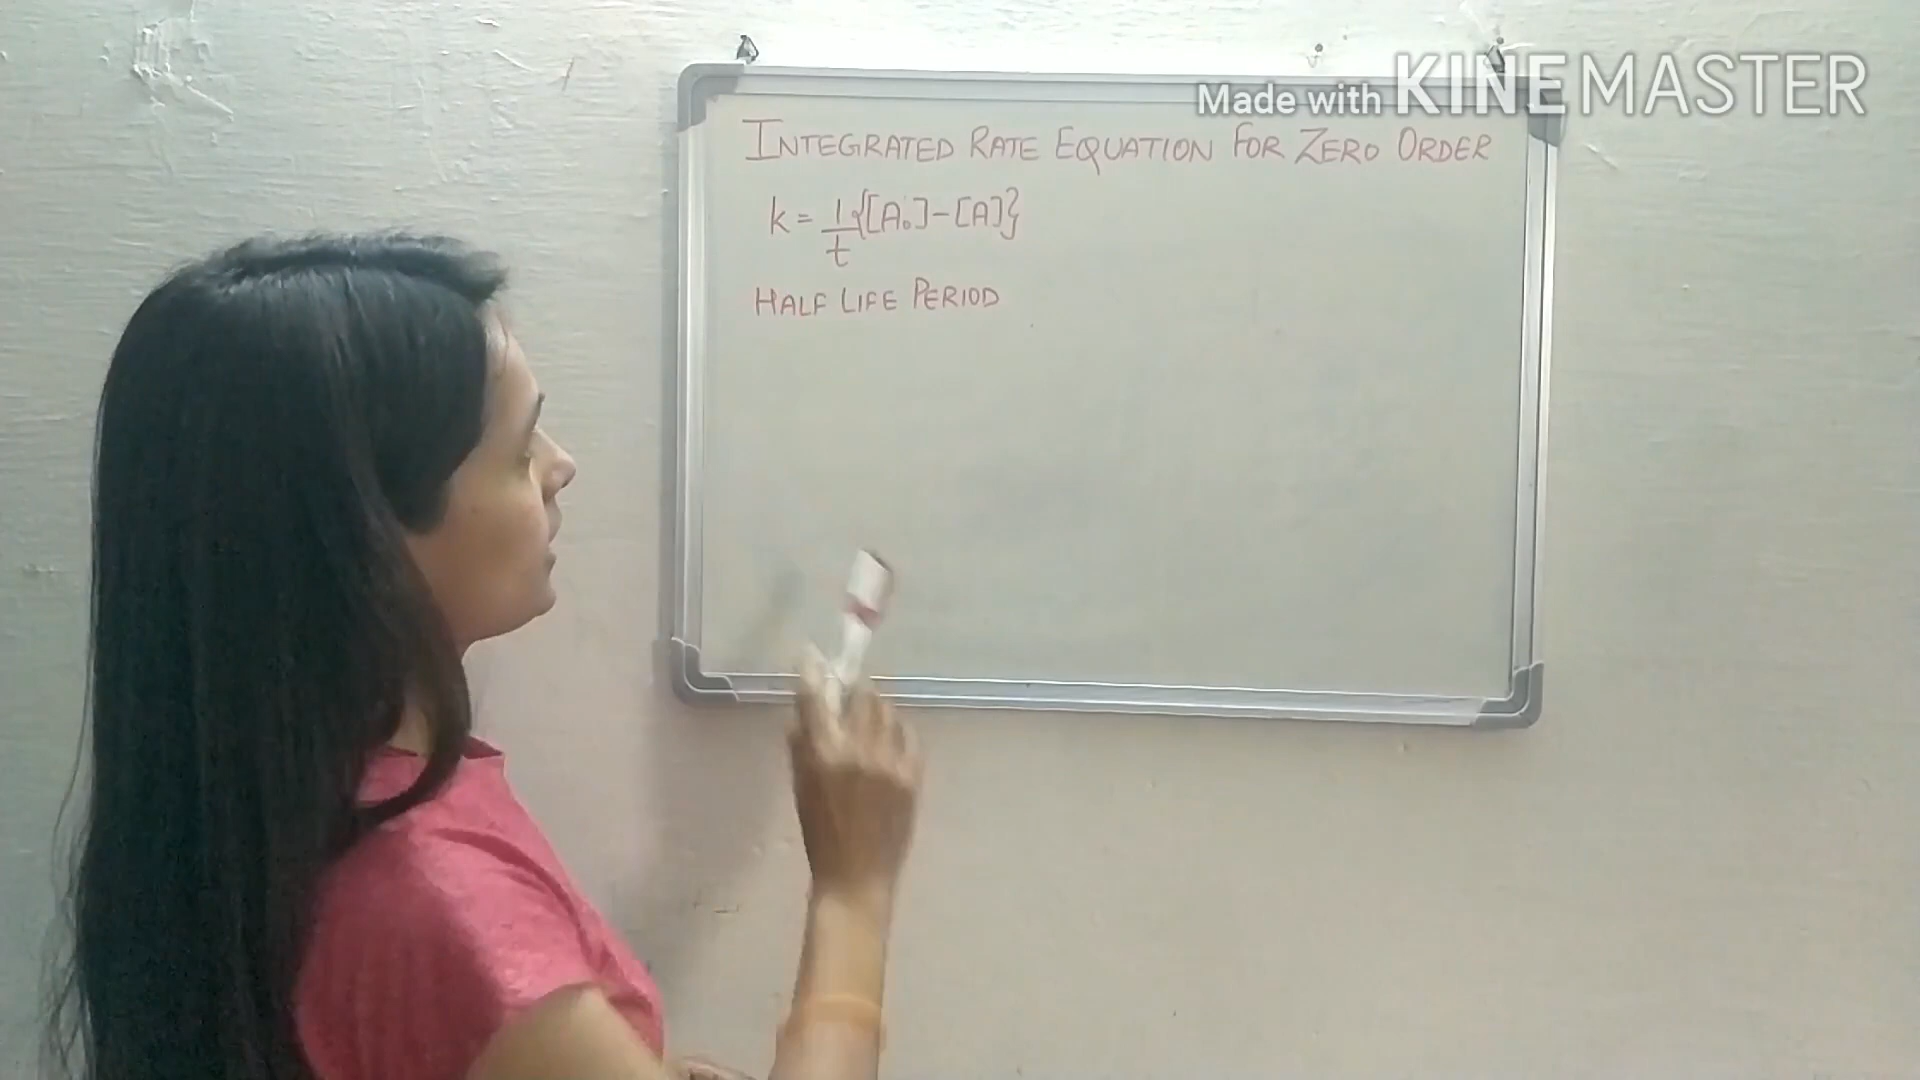 Made with KINEMASTER
INTEGRATED RATE EQUATION FOR ZERO ORDER
k = 1/t {[A₀] - [A]}
HALF LIFE PERIOD